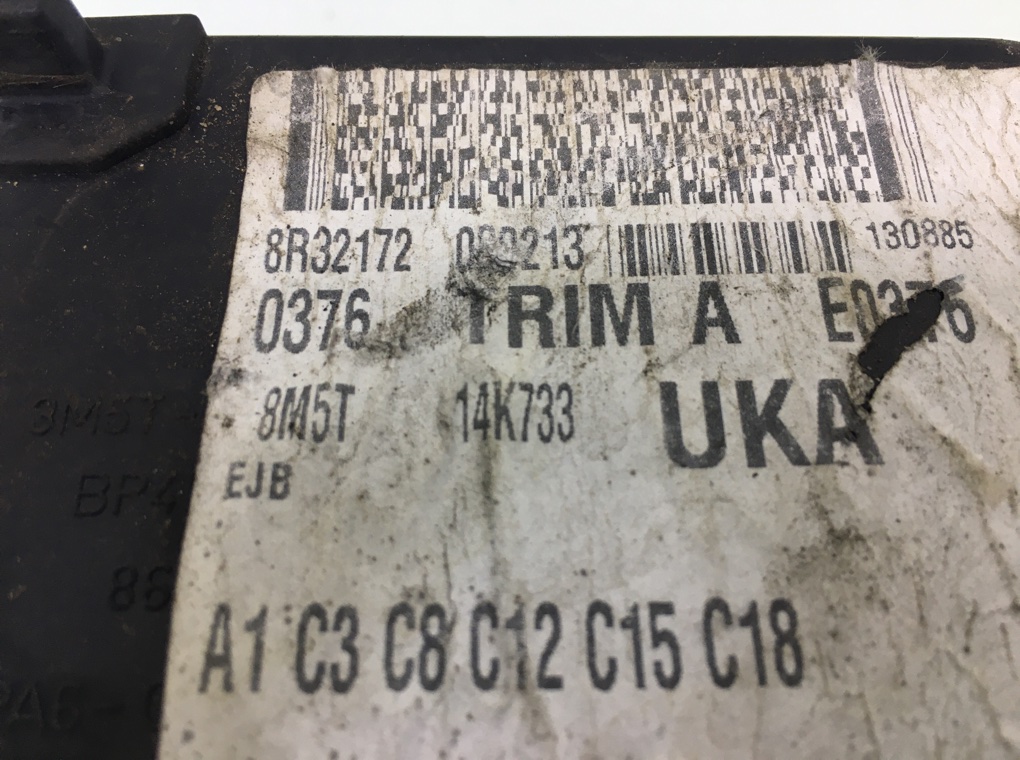 8R32172 130885
0376 TRIM A
8M5T 14K733 UKA
EJB
A1 C3 C8 C12 C15 C18